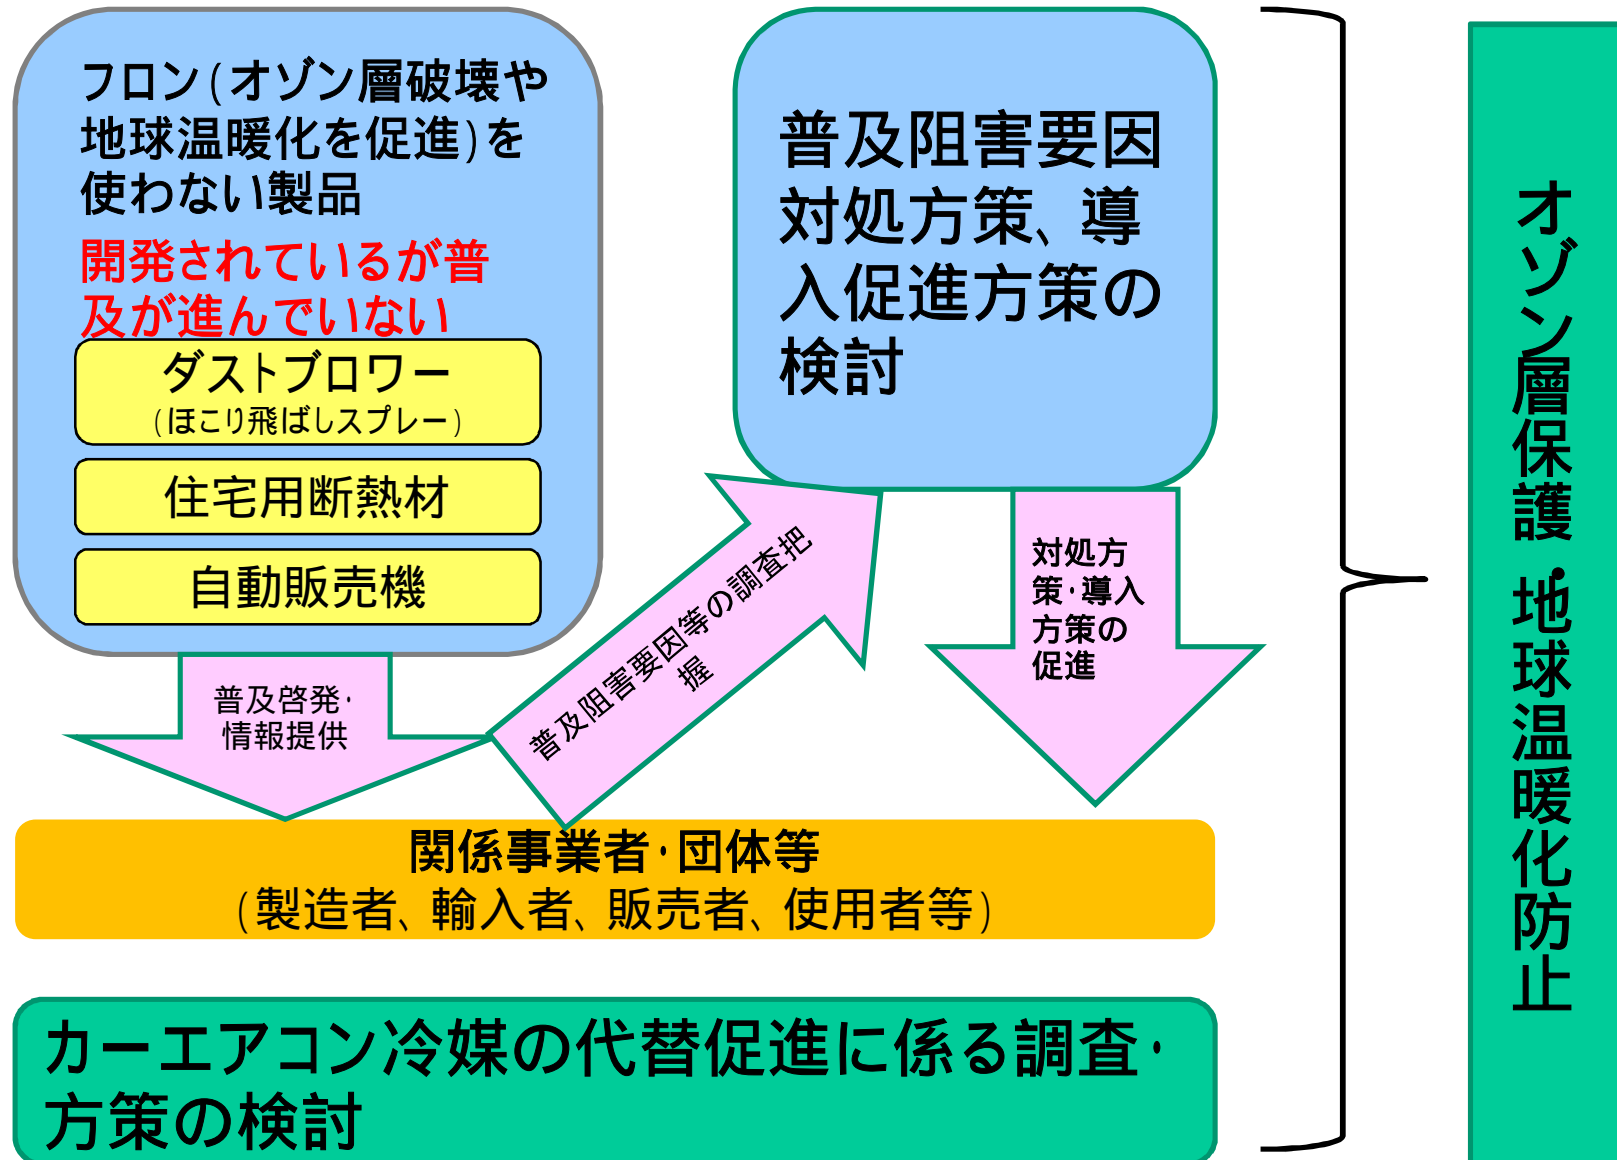 フロン(オゾン層破壊や
地球温暖化を促進)を
使わない製品
開発されているが普
及が進んでいない
ダストブロワー
(ほこり飛ばしスプレー)
住宅用断熱材
自動販売機
普及啓発・
情報提供
普及阻害要因等の調査把
握
普及阻害要因
対処方策、導
入促進方策の
検討
対処方
策・導入
方策の
促進
関係事業者・団体等
(製造者、輸入者、販売者、使用者等)
カーエアコン冷媒の代替促進に係る調査・
方策の検討
オゾン層保護・地球温暖化防止